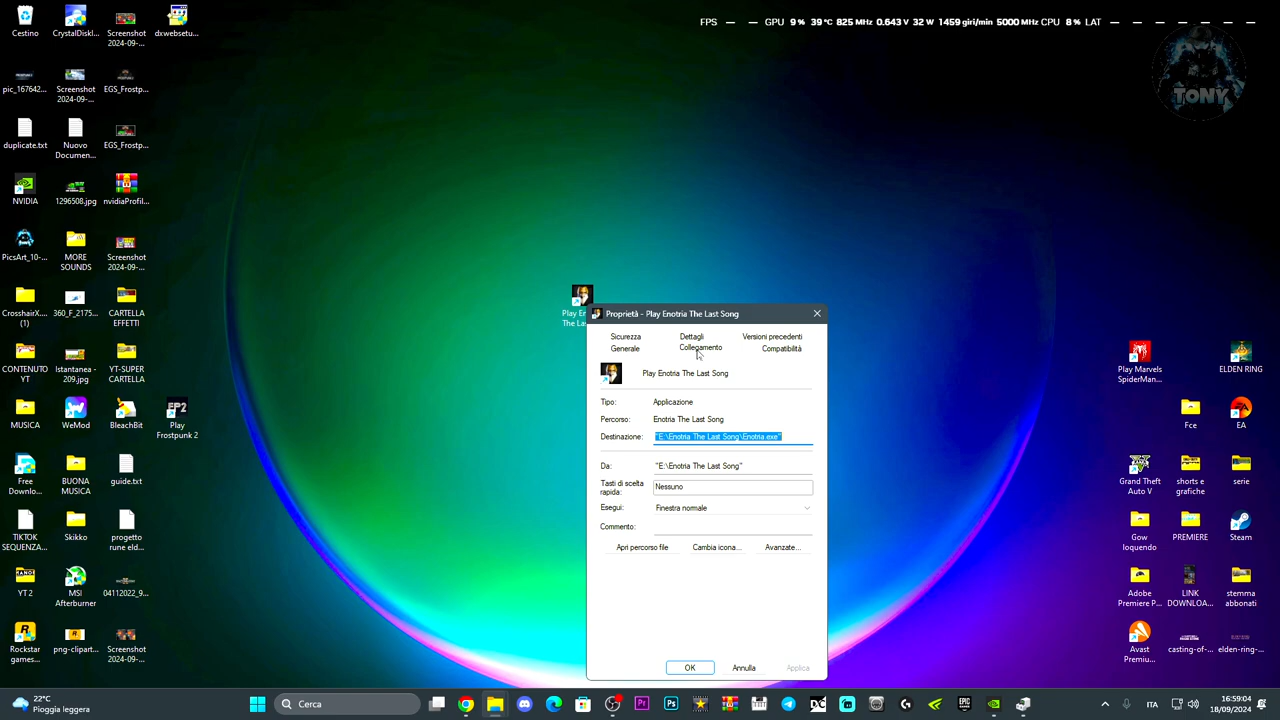 FPS — — GPU 9 % 39 °C 825 MHz 0.643 V 32 W 1459 giri/min 5000 MHz CPU 8 % LAT — — — — — — —
TONY
Cestino
CrystalDiskI...
Screenshot
2024-09-...
dxwebsetu...
pic_167642...
Screenshot
2024-09-...
EGS_Frostp...
duplicate.txt
Nuovo
Documen...
EGS_Frostp...
NVIDIA
1296508.jpg
nvidiaProfil...
PicsArt_10-...
MORE
SOUNDS
Screenshot
2024-09-...
CrosshairX....
(1)
360_F_2175...
CARTELLA
EFFETTI
CONTENUTO
YT
Istantanea -
209.jpg
YT-SUPER
CARTELLA
MUSICA
WeMod
BleachBit
EP2
Play
Frostpunk 2
Free
Downlo...
BUONA
MUSICA
guide.txt
TIKTOK
SEQUENZA...
Skikko
progetto
rune eld...
YT 2
MSI
Afterburner
04112022_9...
Rockstar
games...
png-clipart...
Screenshot
2024-09-...
Play En
The La
Proprietà - Play Enotria The Last Song
Sicurezza Dettagli Versioni precedenti
Generale Collegamento Compatibilità
Play Enotria The Last Song
Tipo: Applicazione
Percorso: Enotria The Last Song
Destinazione: "E:\Enotria The Last Song\Enotria.exe"
Da: "E:\Enotria The Last Song"
Tasti di scelta
rapida: Nessuno
Esegui: Finestra normale
Commento:
Apri percorso file Cambia icona... Avanzate...
OK Annulla Applica
Play Marvels
SpiderMan...
ELDEN RING
Fce
EA
Grand Theft
Auto V
shorts e
grafiche
serie
Gow
loquendo
PREMIERE
Steam
Adobe
Premiere P...
LINK
DOWNLOA...
stemma
abbonati
Avast
Premiu...
casting-of-...
elden-ring-...
22°C
Pioggia leggera
Cerca
Pr
Ps
EPIC
ITA
16:59:04
18/09/2024